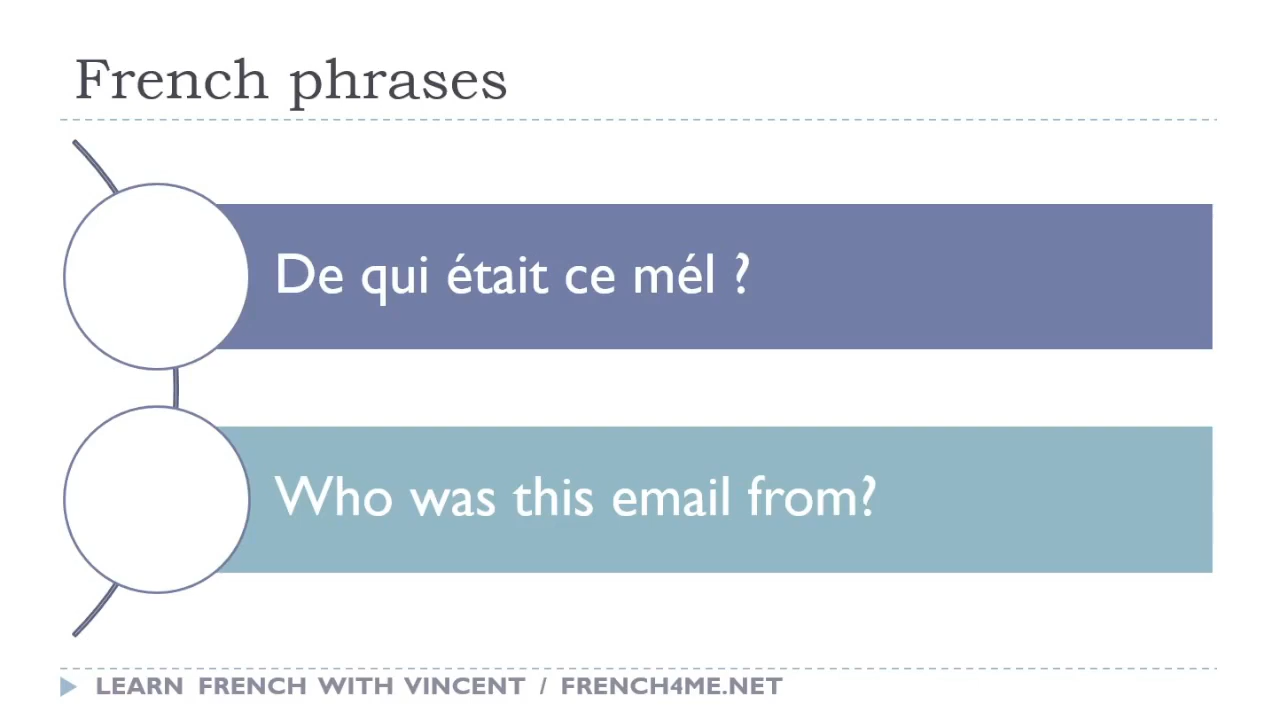 French phrases
De qui était ce mél ?
Who was this email from?
LEARN FRENCH WITH VINCENT / FRENCH4ME.NET